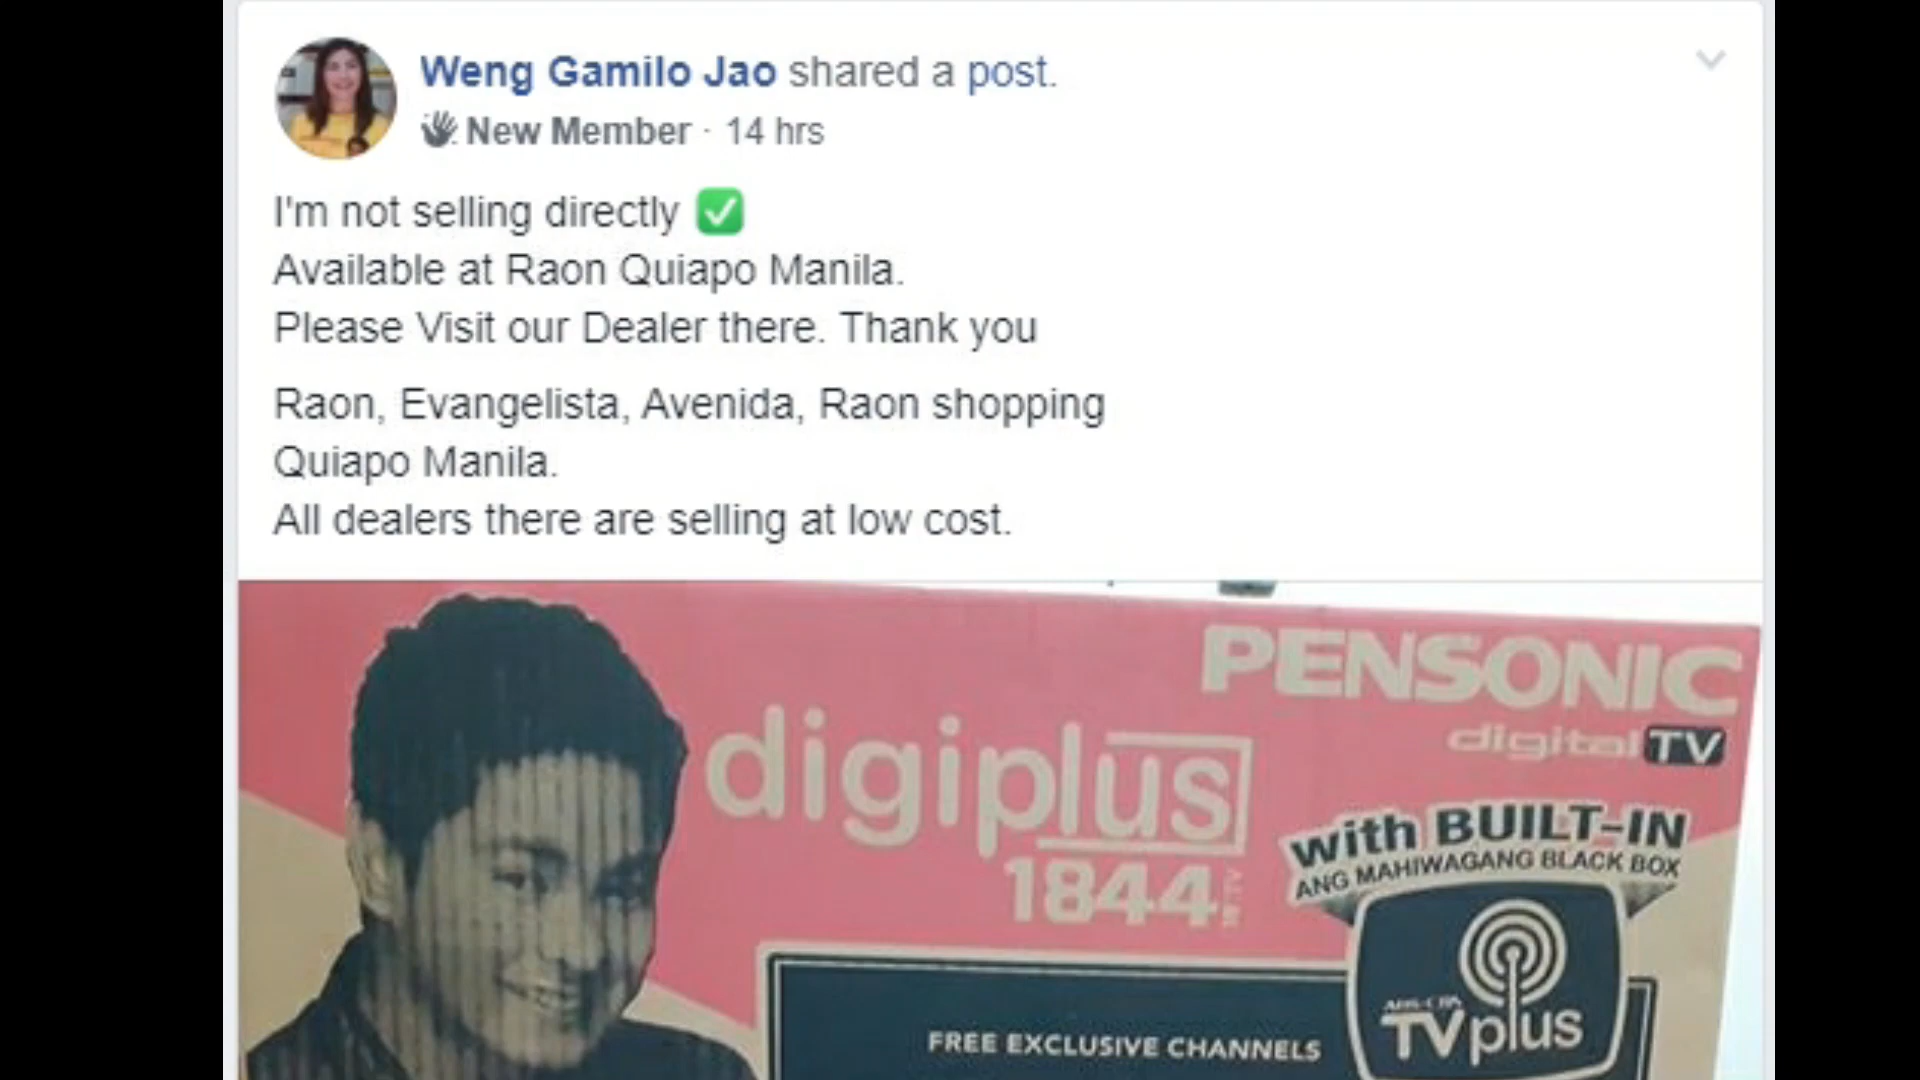 Weng Gamilo Jao shared a post.
New Member · 14 hrs
I'm not selling directly ✅
Available at Raon Quiapo Manila.
Please Visit our Dealer there. Thank you
Raon, Evangelista, Avenida, Raon shopping
Quiapo Manila.
All dealers there are selling at low cost.
PENSONIC
digital TV
digiplus
1844
With BUILT-IN
ANG MAHIWAGANG BLACK BOX
ABS-CBN
TVplus
FREE EXCLUSIVE CHANNELS